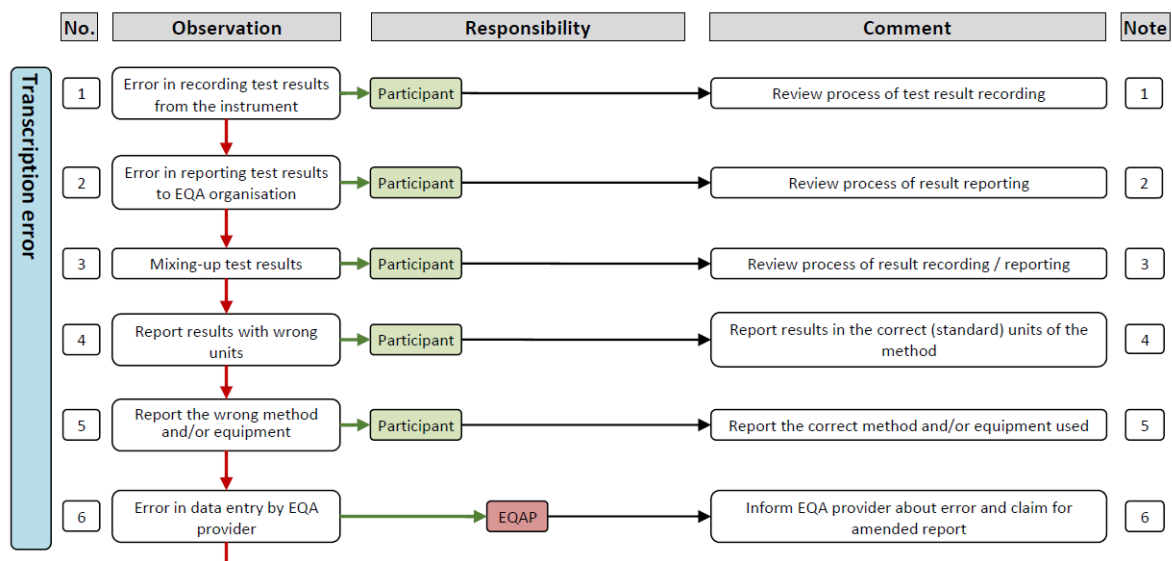 No. Observation Responsibility Comment Note
Transcription error
1
Error in recording test results
from the instrument
Participant
Review process of test result recording
1
2
Error in reporting test results
to EQA organisation
Participant
Review process of result reporting
2
3
Mixing-up test results
Participant
Review process of result recording / reporting
3
4
Report results with wrong
units
Participant
Report results in the correct (standard) units of the
method
4
5
Report the wrong method
and/or equipment
Participant
Report the correct method and/or equipment used
5
6
Error in data entry by EQA
provider
EQAP
Inform EQA provider about error and claim for
amended report
6